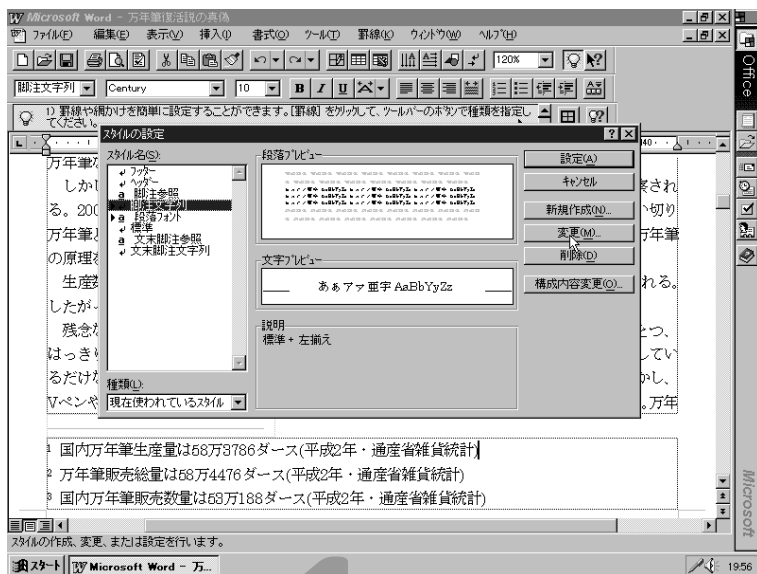 Microsoft Word - 万年筆復活説の真偽
ファイル(F) 編集(E) 表示(V) 挿入(I) 書式(O) ツール(T) 罫線(K) ウィンドウ(W) ヘルプ(H)
120%
脚注文字列 Century 10 B I U
1) 罫線や網かけを簡単に設定することができます。[罫線] をクリックして、ツールバーのボタンで種類を指定し
てください。
スタイルの設定
スタイル名(S):
フッター
ヘッダー
脚注参照
脚注文字列
段落フォント
標準
文末脚注参照
文末脚注文字列
種類(L):
現在使われているスタイル
段落プレビュー
文字プレビュー
あぁアァ亜宇 AaBbYyZz
説明
標準 + 左揃え
設定(A)
キャンセル
新規作成(N)...
変更(M)...
削除(D)
構成内容変更(O)...
万年筆
しかし
る。200
万年筆
の原理
生産数
したが
残念
はっき
るだけ
Vペンや
され
切り
万年筆
れる。
とつ、
してい
かし、
。万年
1 国内万年筆生産量は58万3786ダース(平成2年・通産省雑貨統計)
2 万年筆販売総量は58万4476ダース(平成2年・通産省雑貨統計)
3 国内万年筆販売数量は53万188ダース(平成2年・通産省雑貨統計)
スタイルの作成、変更、または設定を行います。
スタート Microsoft Word - 万... 19:56
Office
Microsoft